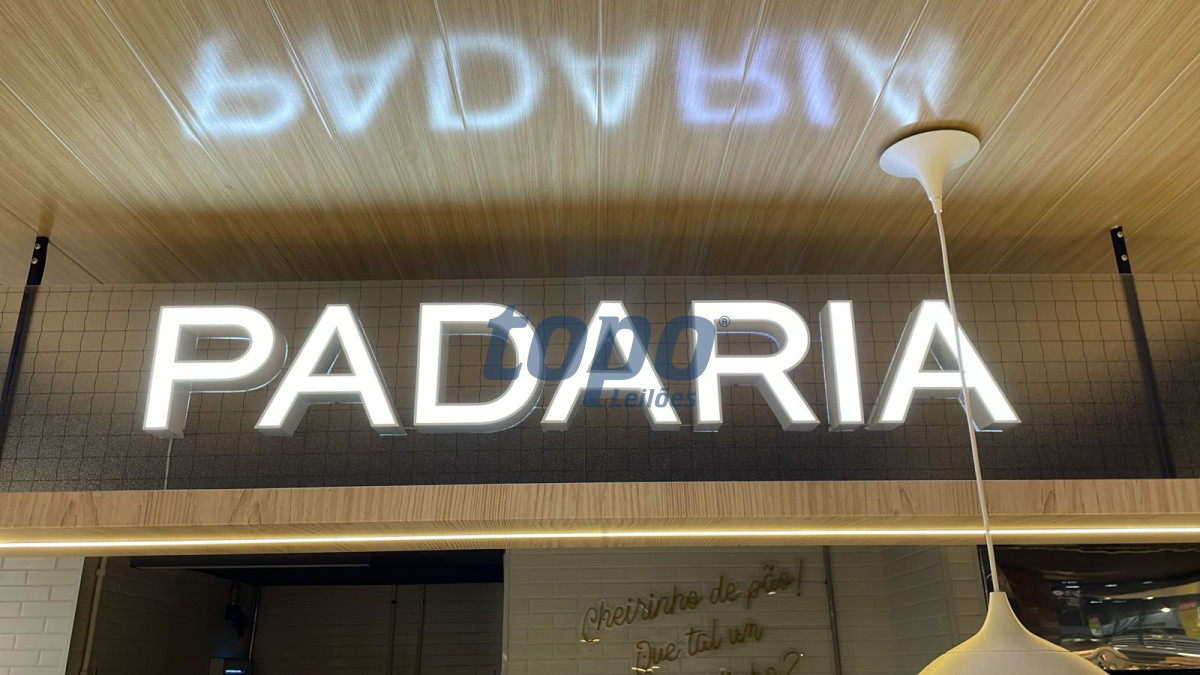 PADARIA
topo®
Leilões
Cheirinho de pão!
Que tal um